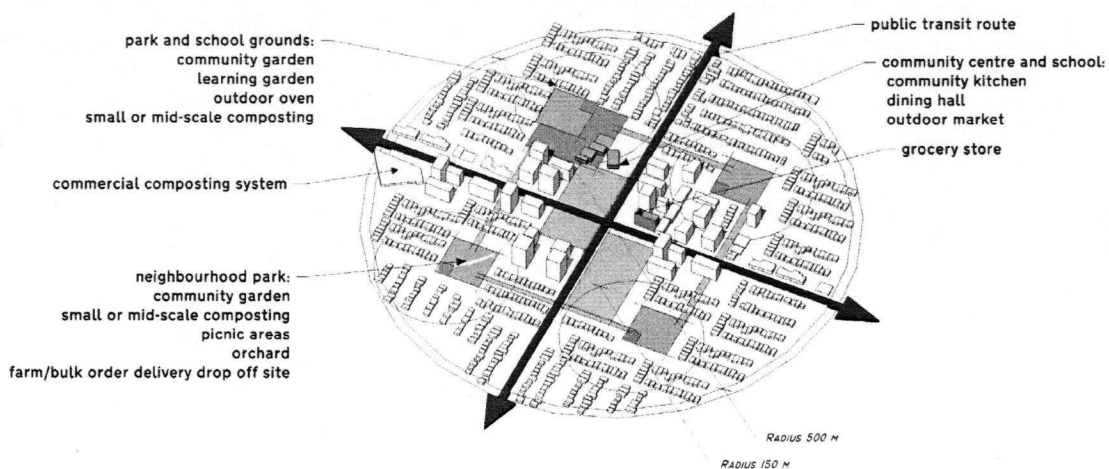 park and school grounds:
community garden
learning garden
outdoor oven
small or mid-scale composting
commercial composting system
neighbourhood park:
community garden
small or mid-scale composting
picnic areas
orchard
farm/bulk order delivery drop off site
public transit route
community centre and school:
community kitchen
dining hall
outdoor market
grocery store
RADIUS 500 M
RADIUS 150 M